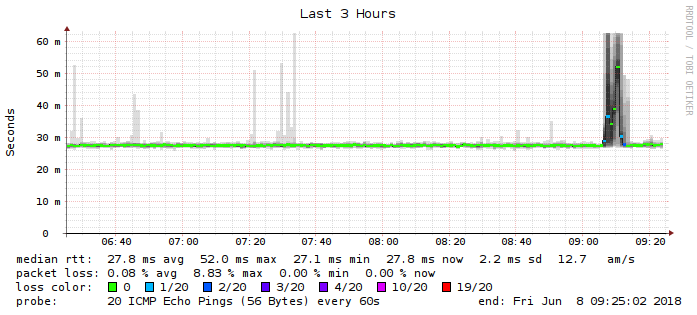 Last 3 Hours
RRDTOOL / TOBI OETIKER
Seconds
60 m
50 m
40 m
30 m
20 m
10 m
0
06:40 07:00 07:20 07:40 08:00 08:20 08:40 09:00 09:20
median rtt: 27.8 ms avg 52.0 ms max 27.1 ms min 27.8 ms now 2.2 ms sd 12.7 am/s
packet loss: 0.08 % avg 8.83 % max 0.00 % min 0.00 % now
loss color: 0 1/20 2/20 3/20 4/20 10/20 19/20
probe: 20 ICMP Echo Pings (56 Bytes) every 60s end: Fri Jun 8 09:25:02 2018